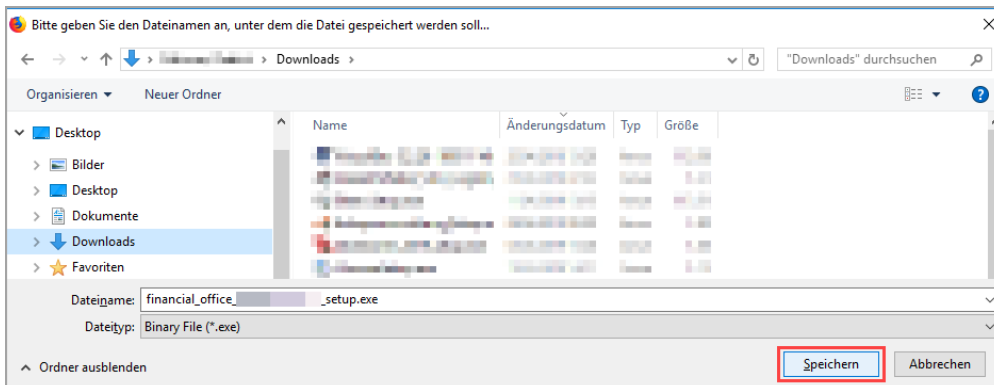 Bitte geben Sie den Dateinamen an, unter dem die Datei gespeichert werden soll...
Downloads
"Downloads" durchsuchen
Organisieren
Neuer Ordner
Desktop
Bilder
Desktop
Dokumente
Downloads
Favoriten
Name Änderungsdatum Typ Größe
Dateiname: financial_office_ _setup.exe
Dateityp: Binary File (*.exe)
Ordner ausblenden
Speichern Abbrechen